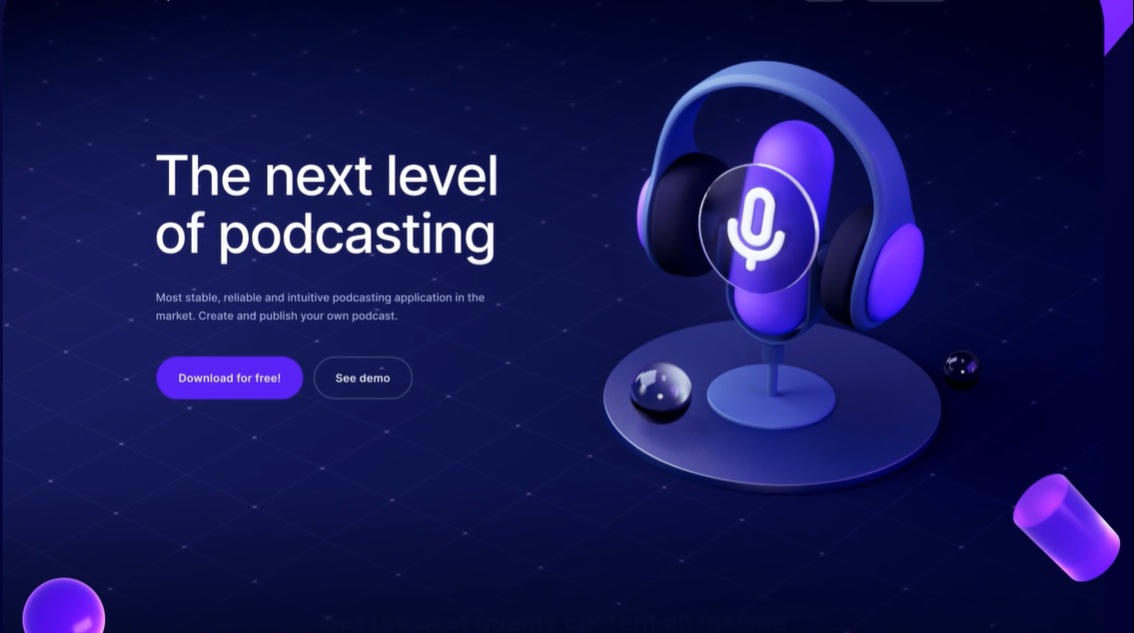 The next level
of podcasting
Most stable, reliable and intuitive podcasting application in the
market. Create and publish your own podcast.
Download for free!
See demo